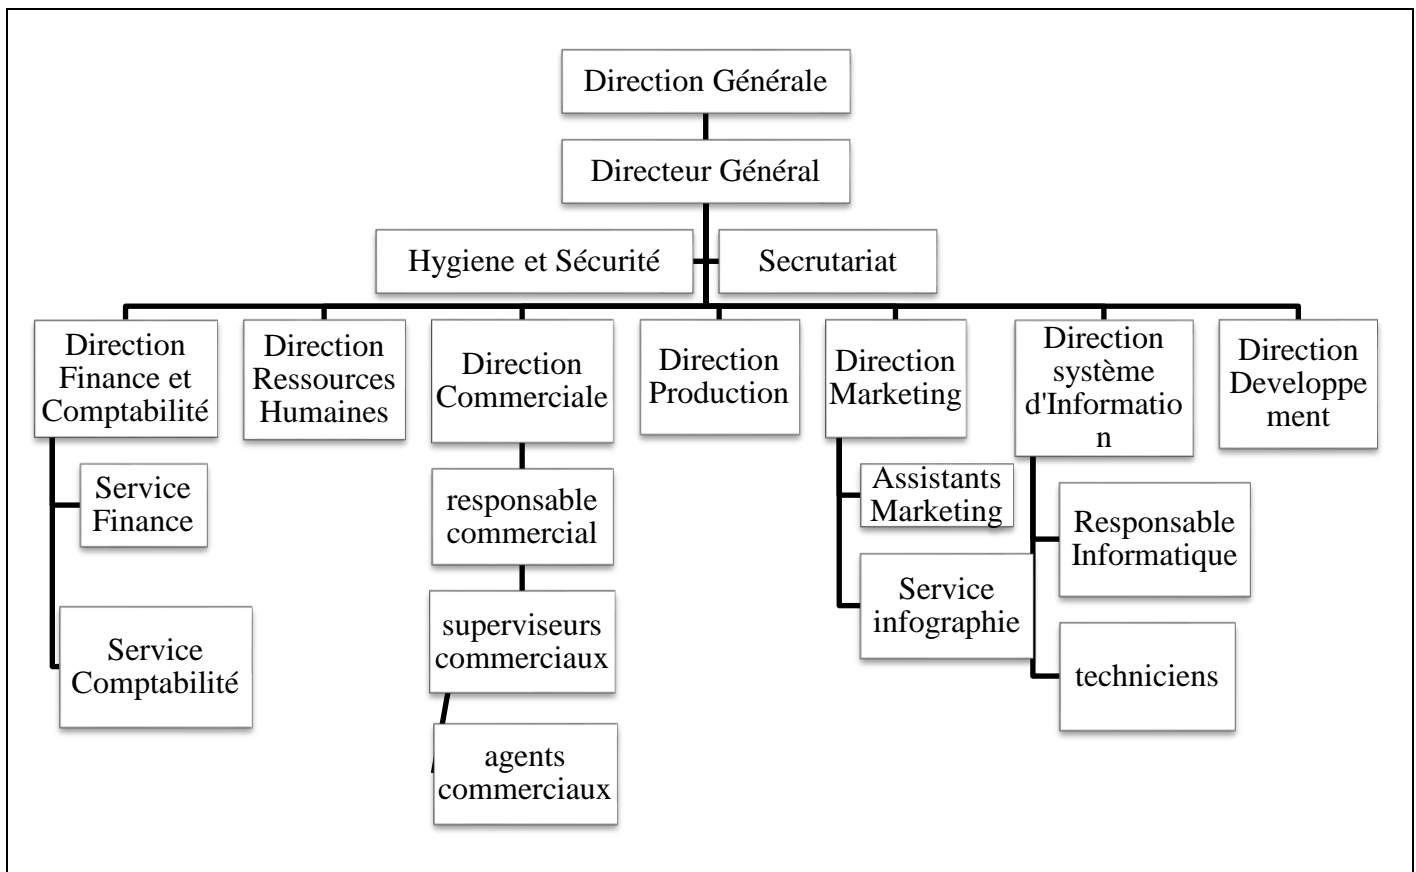 Direction Générale
Directeur Général
Hygiene et Sécurité
Secrutariat
Direction
Finance et
Comptabilité
Direction
Ressources
Humaines
Direction
Commerciale
Direction
Production
Direction
Marketing
Direction
système
d'Informatio
n
Direction
Developpe
ment
Service
Finance
Service
Comptabilité
responsable
commercial
superviseurs
commerciaux
agents
commerciaux
Assistants
Marketing
Service
infographie
Responsable
Informatique
techniciens